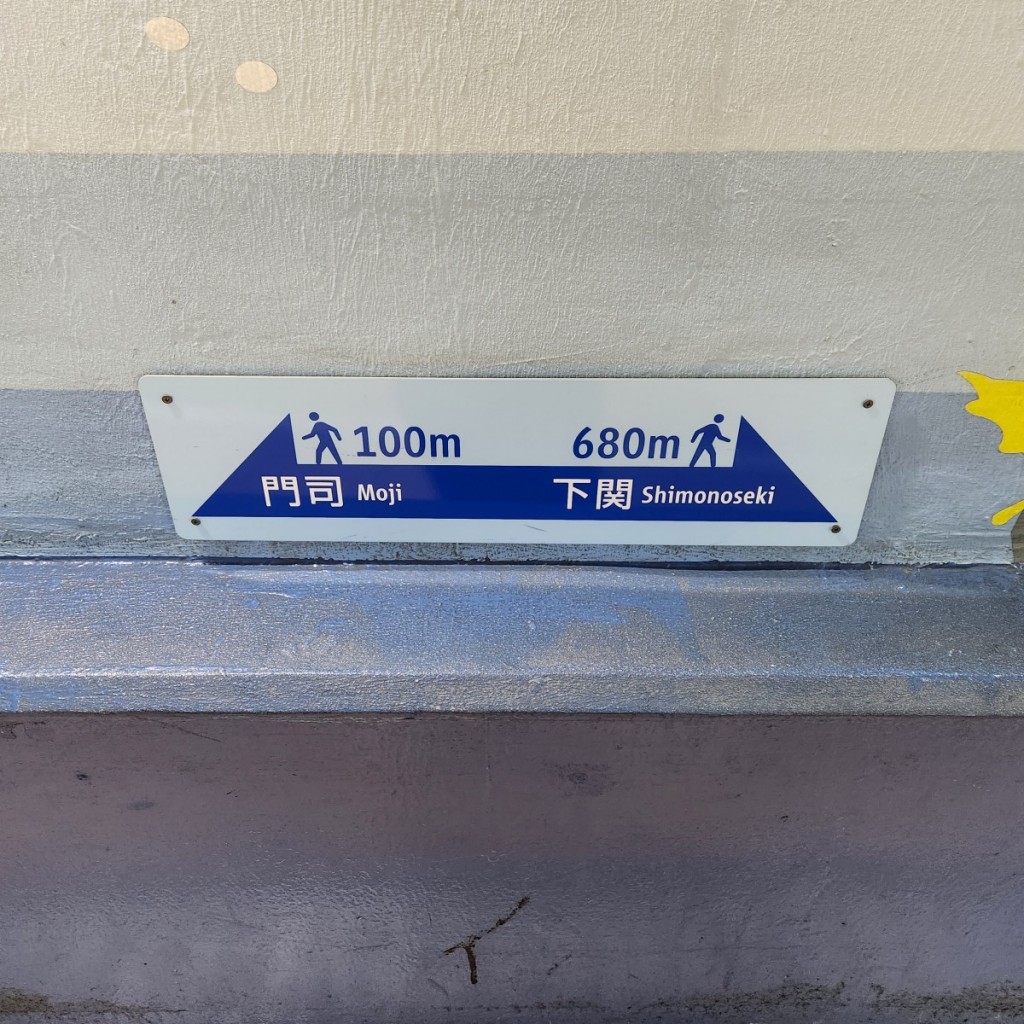 100m 680m
門司 Moji 下関 Shimonoseki